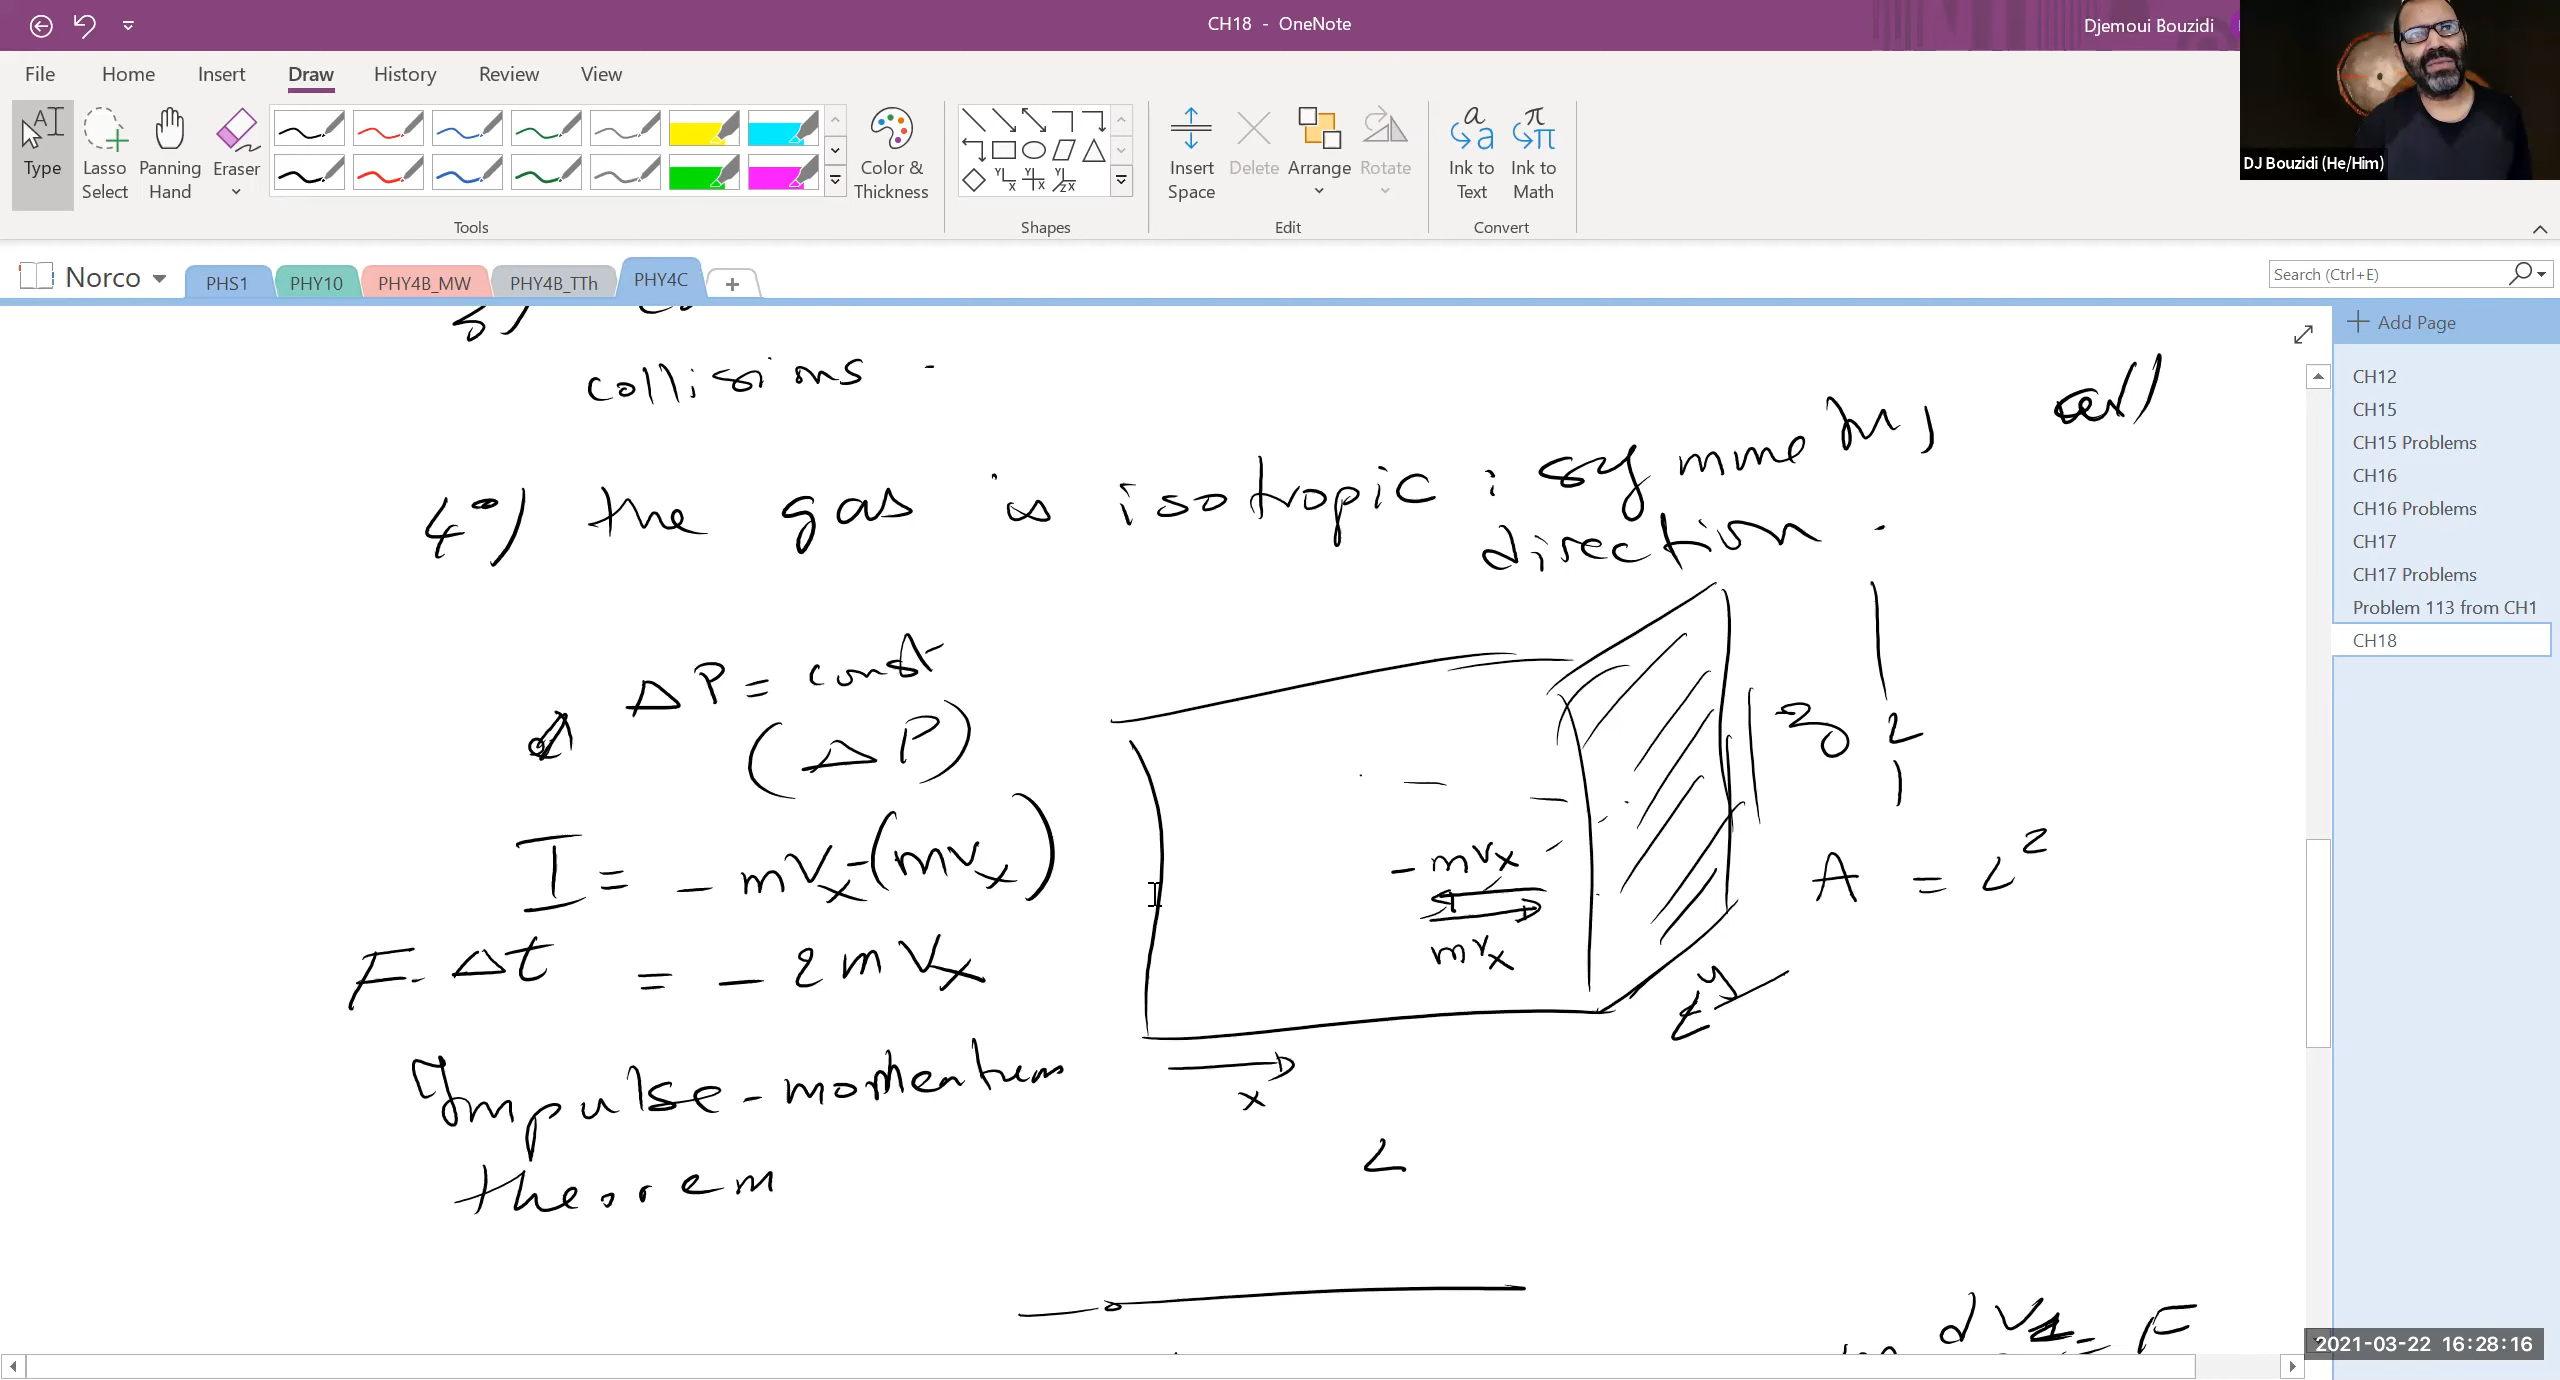 CH18 - OneNote
Djemoui Bouzidi
File Home Insert Draw History Review View
Type
Lasso Select
Panning Hand
Eraser
Color & Thickness
Insert Space
Delete
Arrange
Rotate
Ink to Text
Ink to Math
Tools
Shapes
Edit
Convert
DJ Bouzidi (He/Him)
Norco
PHS1
PHY10
PHY4B_MW
PHY4B_TTh
PHY4C
Search (Ctrl+E)
Add Page
CH12
CH15
CH15 Problems
CH16
CH16 Problems
CH17
CH17 Problems
Problem 113 from CH1
CH18
collisions.
4°) the gas is isotropic : symmetry, all
direction.
ΔP = const
(ΔP)
I = - mVx - (mvx)
F. Δt = - 2mVx
Impulse-momentum
theorem
- mVx
mVx
L
A = L²
y
x
L
dV = F
2021-03-22 16:28:16